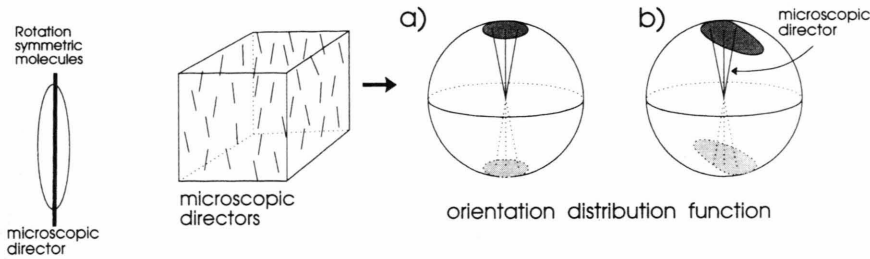 Rotation
symmetric
molecules
microscopic
director
microscopic
directors
a)
b)
microscopic
director
orientation distribution function